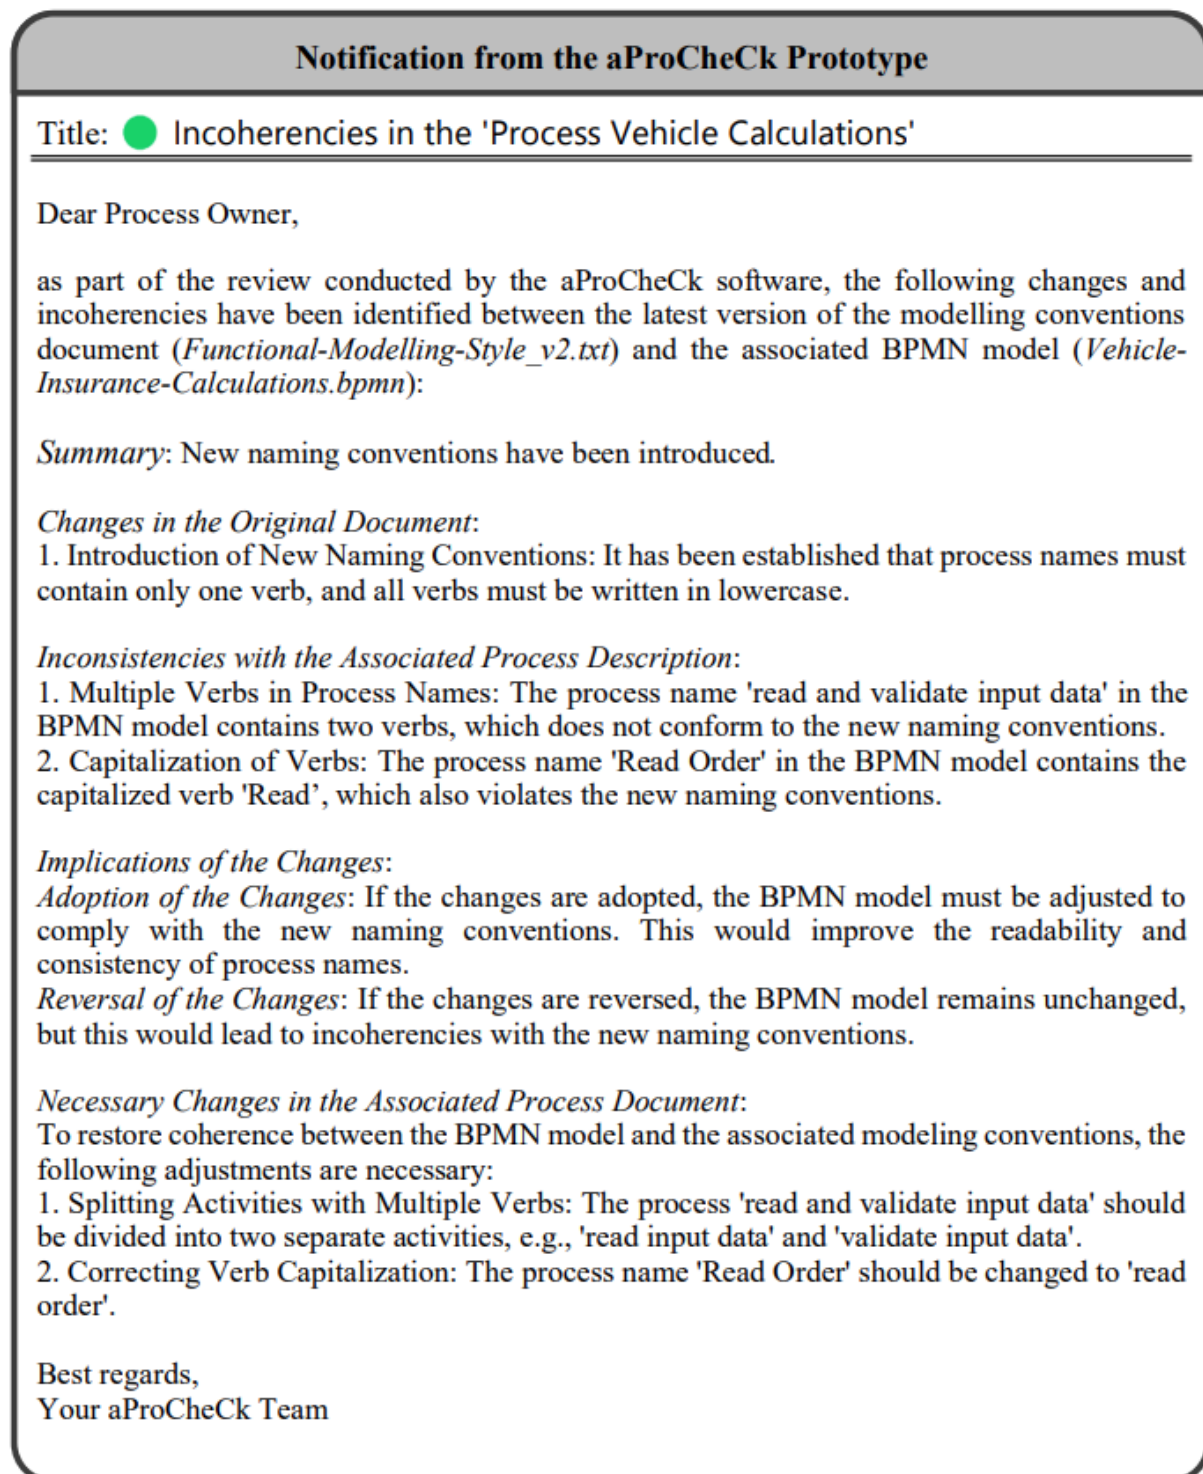 Notification from the aProCheCk Prototype
Title: Incoherencies in the 'Process Vehicle Calculations'
Dear Process Owner,
as part of the review conducted by the aProCheCk software, the following changes and
incoherencies have been identified between the latest version of the modelling conventions
document (Functional-Modelling-Style_v2.txt) and the associated BPMN model (Vehicle-
Insurance-Calculations.bpmn):
Summary: New naming conventions have been introduced.
Changes in the Original Document:
1. Introduction of New Naming Conventions: It has been established that process names must
contain only one verb, and all verbs must be written in lowercase.
Inconsistencies with the Associated Process Description:
1. Multiple Verbs in Process Names: The process name 'read and validate input data' in the
BPMN model contains two verbs, which does not conform to the new naming conventions.
2. Capitalization of Verbs: The process name 'Read Order' in the BPMN model contains the
capitalized verb 'Read’, which also violates the new naming conventions.
Implications of the Changes:
Adoption of the Changes: If the changes are adopted, the BPMN model must be adjusted to
comply with the new naming conventions. This would improve the readability and
consistency of process names.
Reversal of the Changes: If the changes are reversed, the BPMN model remains unchanged,
but this would lead to incoherencies with the new naming conventions.
Necessary Changes in the Associated Process Document:
To restore coherence between the BPMN model and the associated modeling conventions, the
following adjustments are necessary:
1. Splitting Activities with Multiple Verbs: The process 'read and validate input data' should
be divided into two separate activities, e.g., 'read input data' and 'validate input data'.
2. Correcting Verb Capitalization: The process name 'Read Order' should be changed to 'read
order'.
Best regards,
Your aProCheCk Team